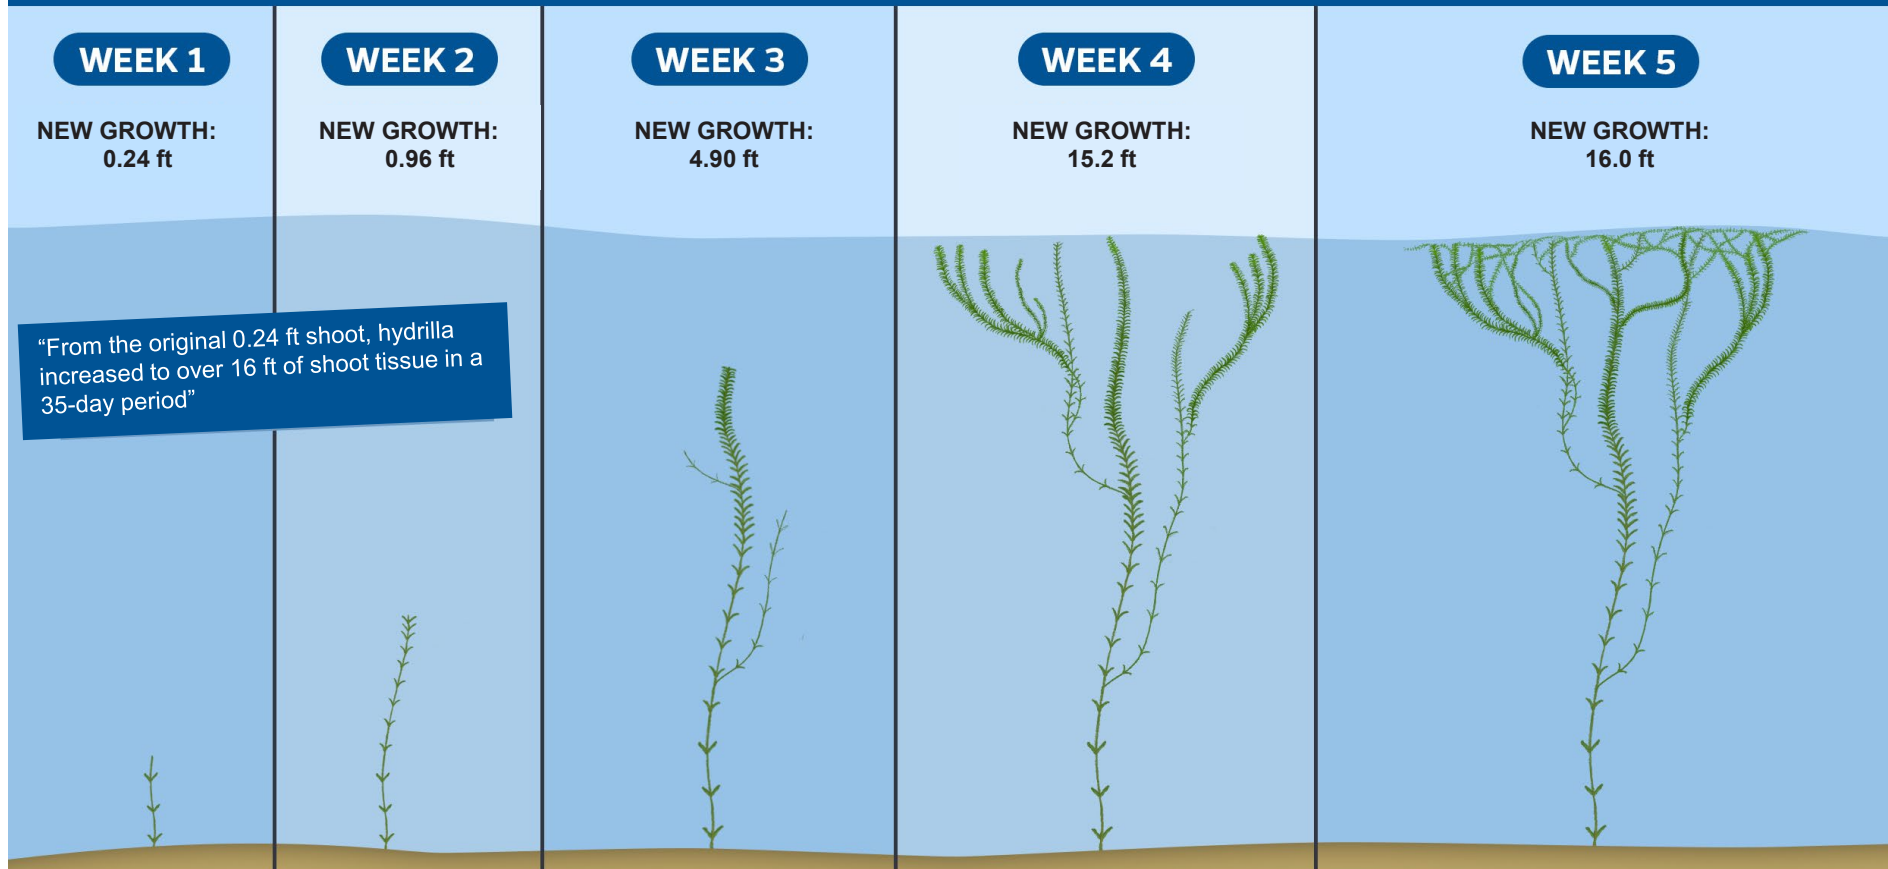 WEEK 1
NEW GROWTH:
0.24 ft
WEEK 2
NEW GROWTH:
0.96 ft
WEEK 3
NEW GROWTH:
4.90 ft
WEEK 4
NEW GROWTH:
15.2 ft
WEEK 5
NEW GROWTH:
16.0 ft
“From the original 0.24 ft shoot, hydrilla
increased to over 16 ft of shoot tissue in a
35-day period”